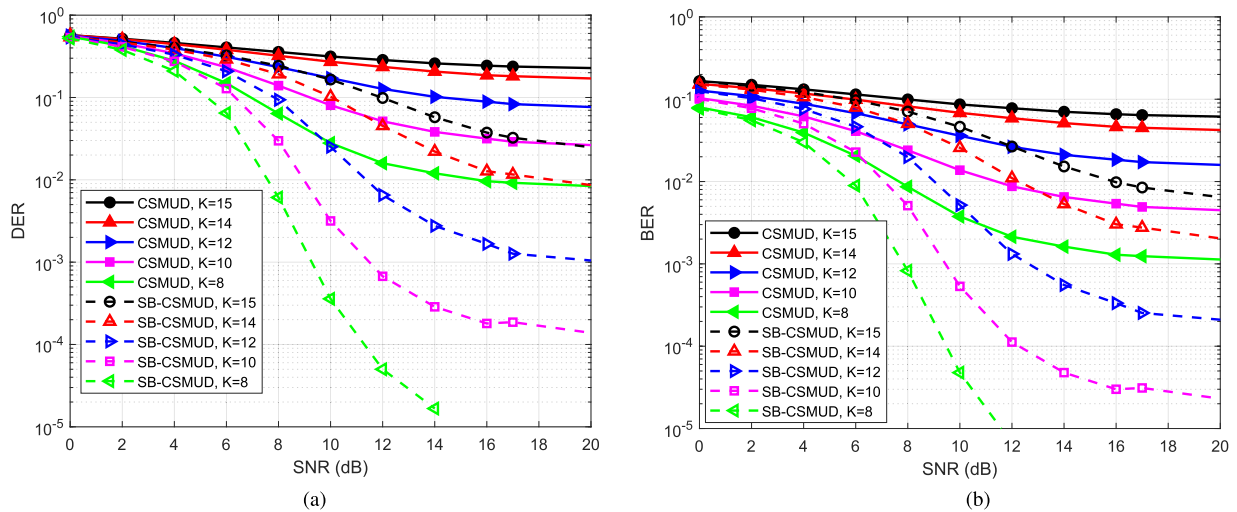 10^0
10^-1
10^-2
10^-3
10^-4
10^-5
DER
CSMUD, K=15
CSMUD, K=14
CSMUD, K=12
CSMUD, K=10
CSMUD, K=8
SB-CSMUD, K=15
SB-CSMUD, K=14
SB-CSMUD, K=12
SB-CSMUD, K=10
SB-CSMUD, K=8
0 2 4 6 8 10 12 14 16 18 20
SNR (dB)
(a)
10^0
10^-1
10^-2
10^-3
10^-4
10^-5
BER
CSMUD, K=15
CSMUD, K=14
CSMUD, K=12
CSMUD, K=10
CSMUD, K=8
SB-CSMUD, K=15
SB-CSMUD, K=14
SB-CSMUD, K=12
SB-CSMUD, K=10
SB-CSMUD, K=8
0 2 4 6 8 10 12 14 16 18 20
SNR (dB)
(b)